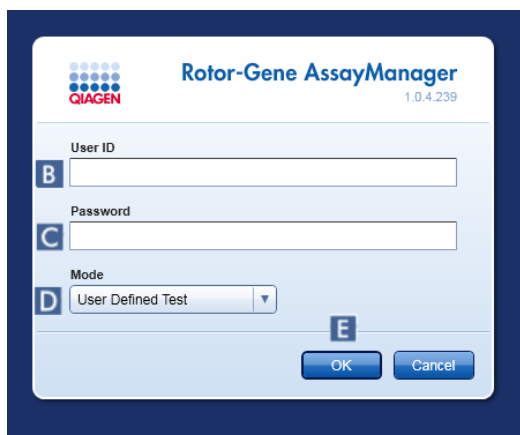 Rotor-Gene AssayManager
QIAGEN
1.0.4.239
User ID
B
Password
C
Mode
D User Defined Test
E
OK Cancel